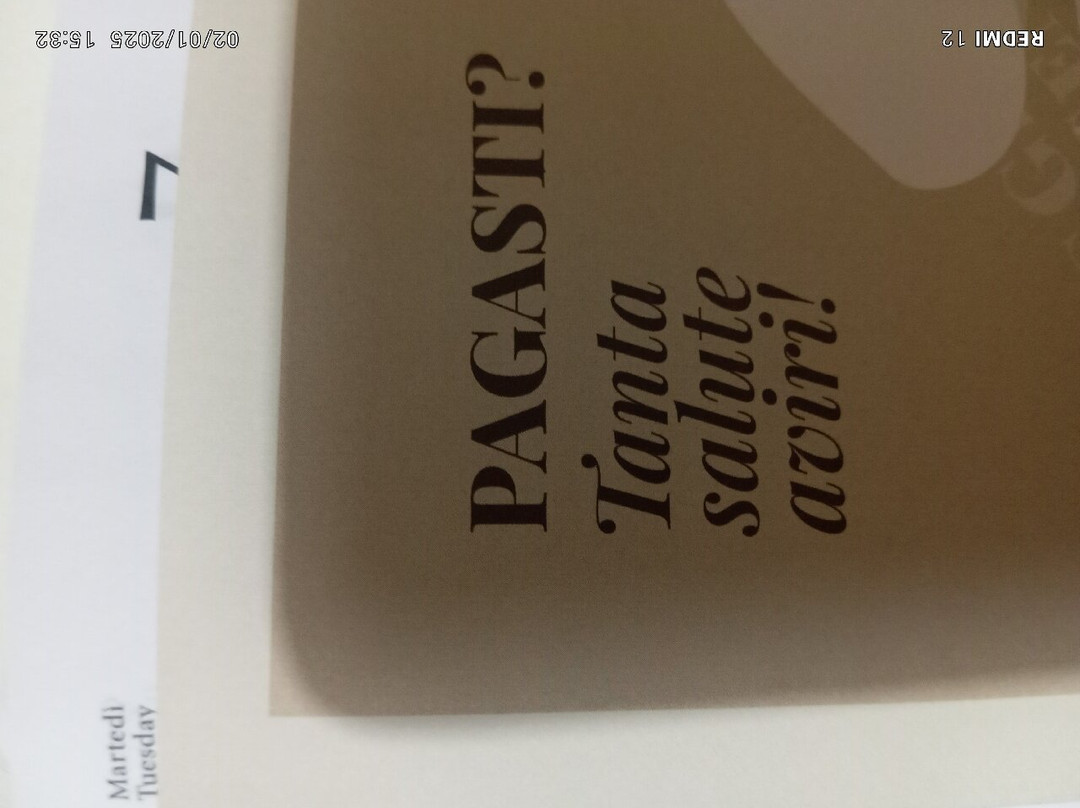 PAGASTI?
Tanta
salute
aviri!
7
Martedì
Tuesday
02/01/2025 15:32
REDMI 12